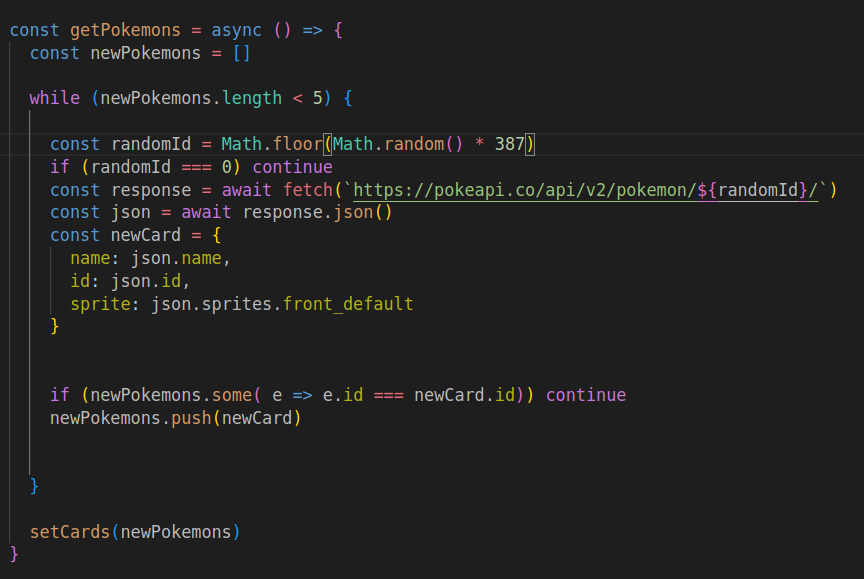 const getPokemons = async () => {
const newPokemons = []
while (newPokemons.length < 5) {
const randomId = Math.floor(Math.random() * 387)
if (randomId === 0) continue
const response = await fetch(`https://pokeapi.co/api/v2/pokemon/${randomId}/`)
const json = await response.json()
const newCard = {
name: json.name,
id: json.id,
sprite: json.sprites.front_default
}
if (newPokemons.some( e => e.id === newCard.id)) continue
newPokemons.push(newCard)
}
setCards(newPokemons)
}